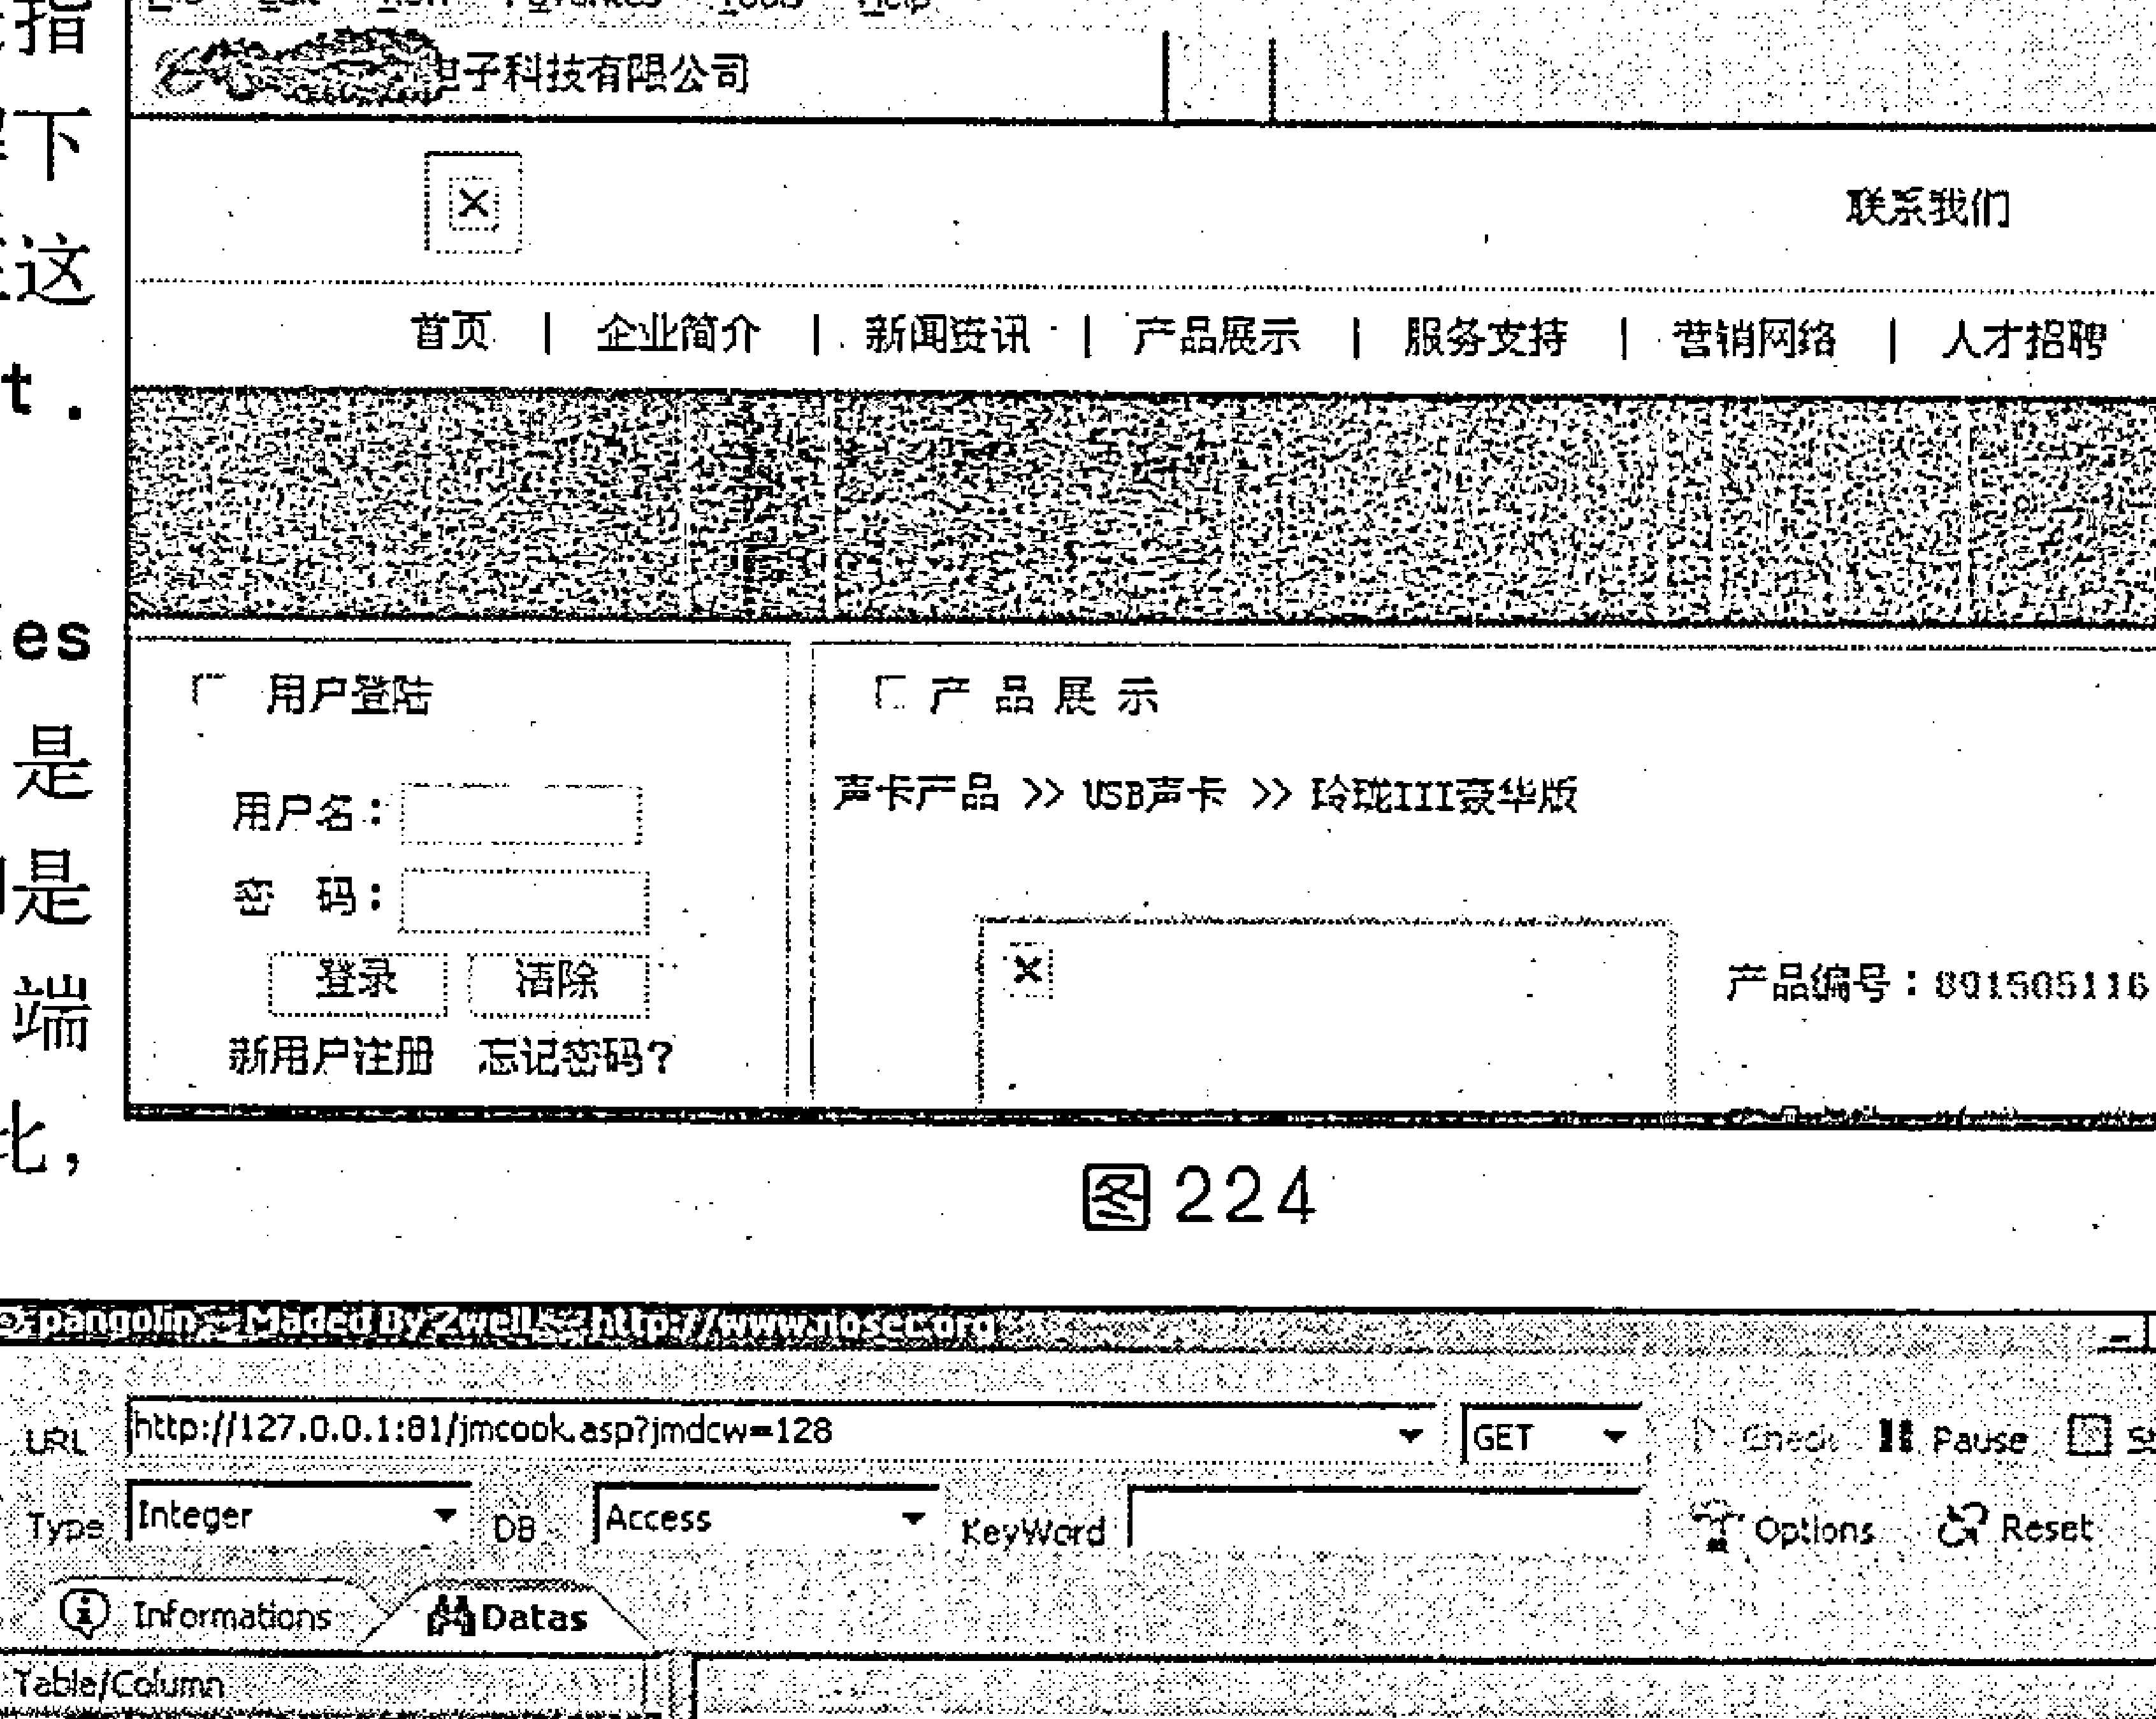 指
下
这
t.
es
是
是
端
比,
Help
电子科技有限公司
联系我们
首页 | 企业简介 | 新闻资讯 | 产品展示 | 服务支持 | 营销网络 | 人才招聘
用户登陆
用户名：
密 码：
登录 清除
新用户注册 忘记密码?
产 品 展 示
声卡产品 >> USB声卡 >> 玲珑III豪华版
产品编号：
图224
pangolin Maded By Zwell http://www.nosec.org
URL http://127.0.0.1:81/jmcook.asp?jmdcw=128 GET Check Pause
Type Integer DB Access KeyWord Options Reset
Informations Datas
Table/Column